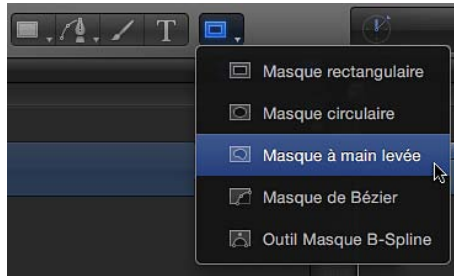 T
Masque rectangulaire
Masque circulaire
Masque à main levée
Masque de Bézier
Outil Masque B-Spline